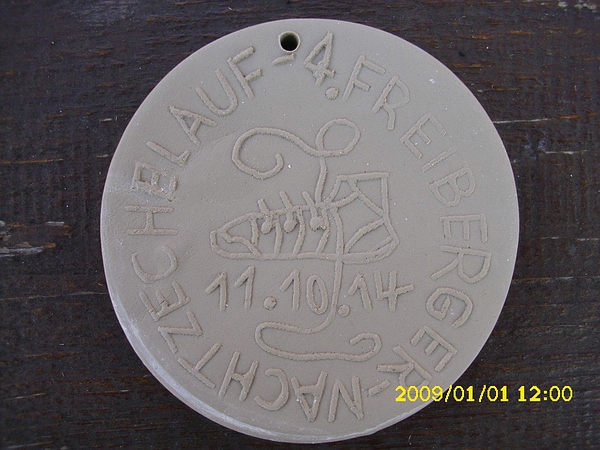 4. FREIBERGER-NACHTZECHELAUF-
11.10.14
2009/01/01 12:00